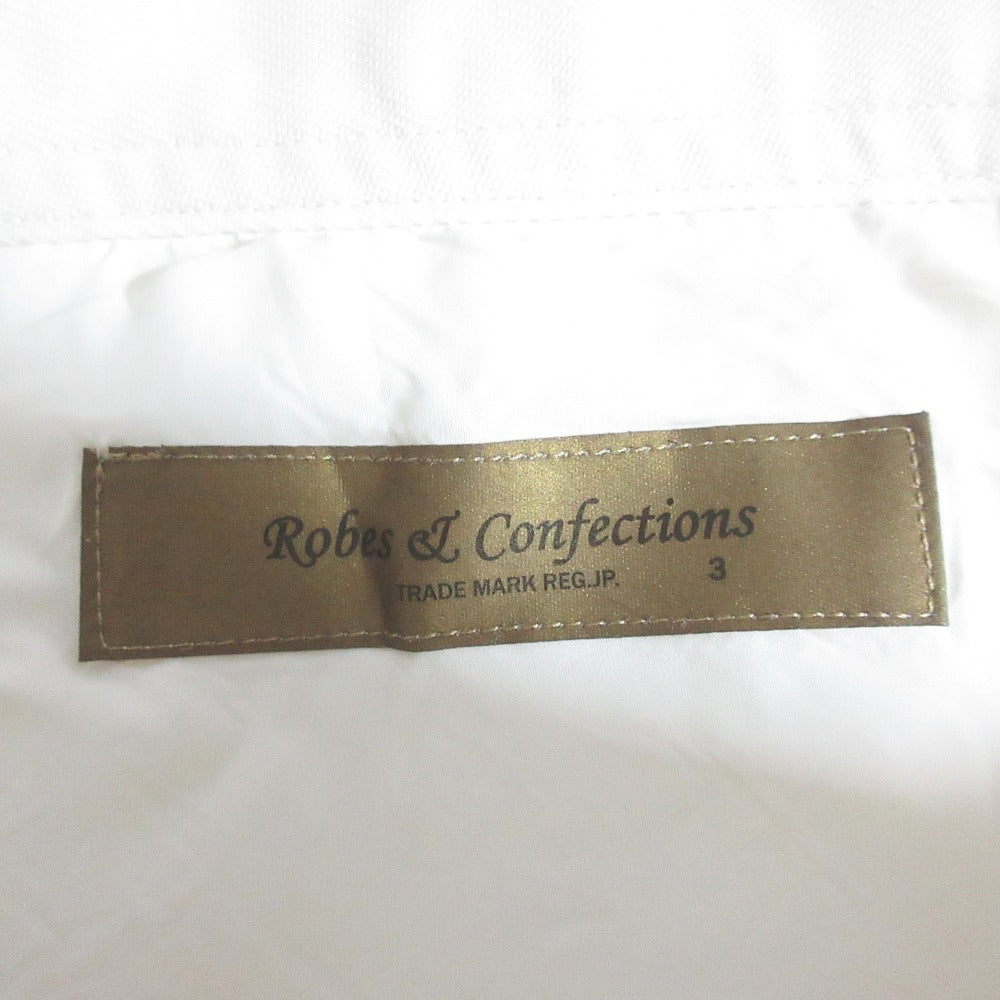 Robes & Confections
TRADE MARK REG.JP. 3